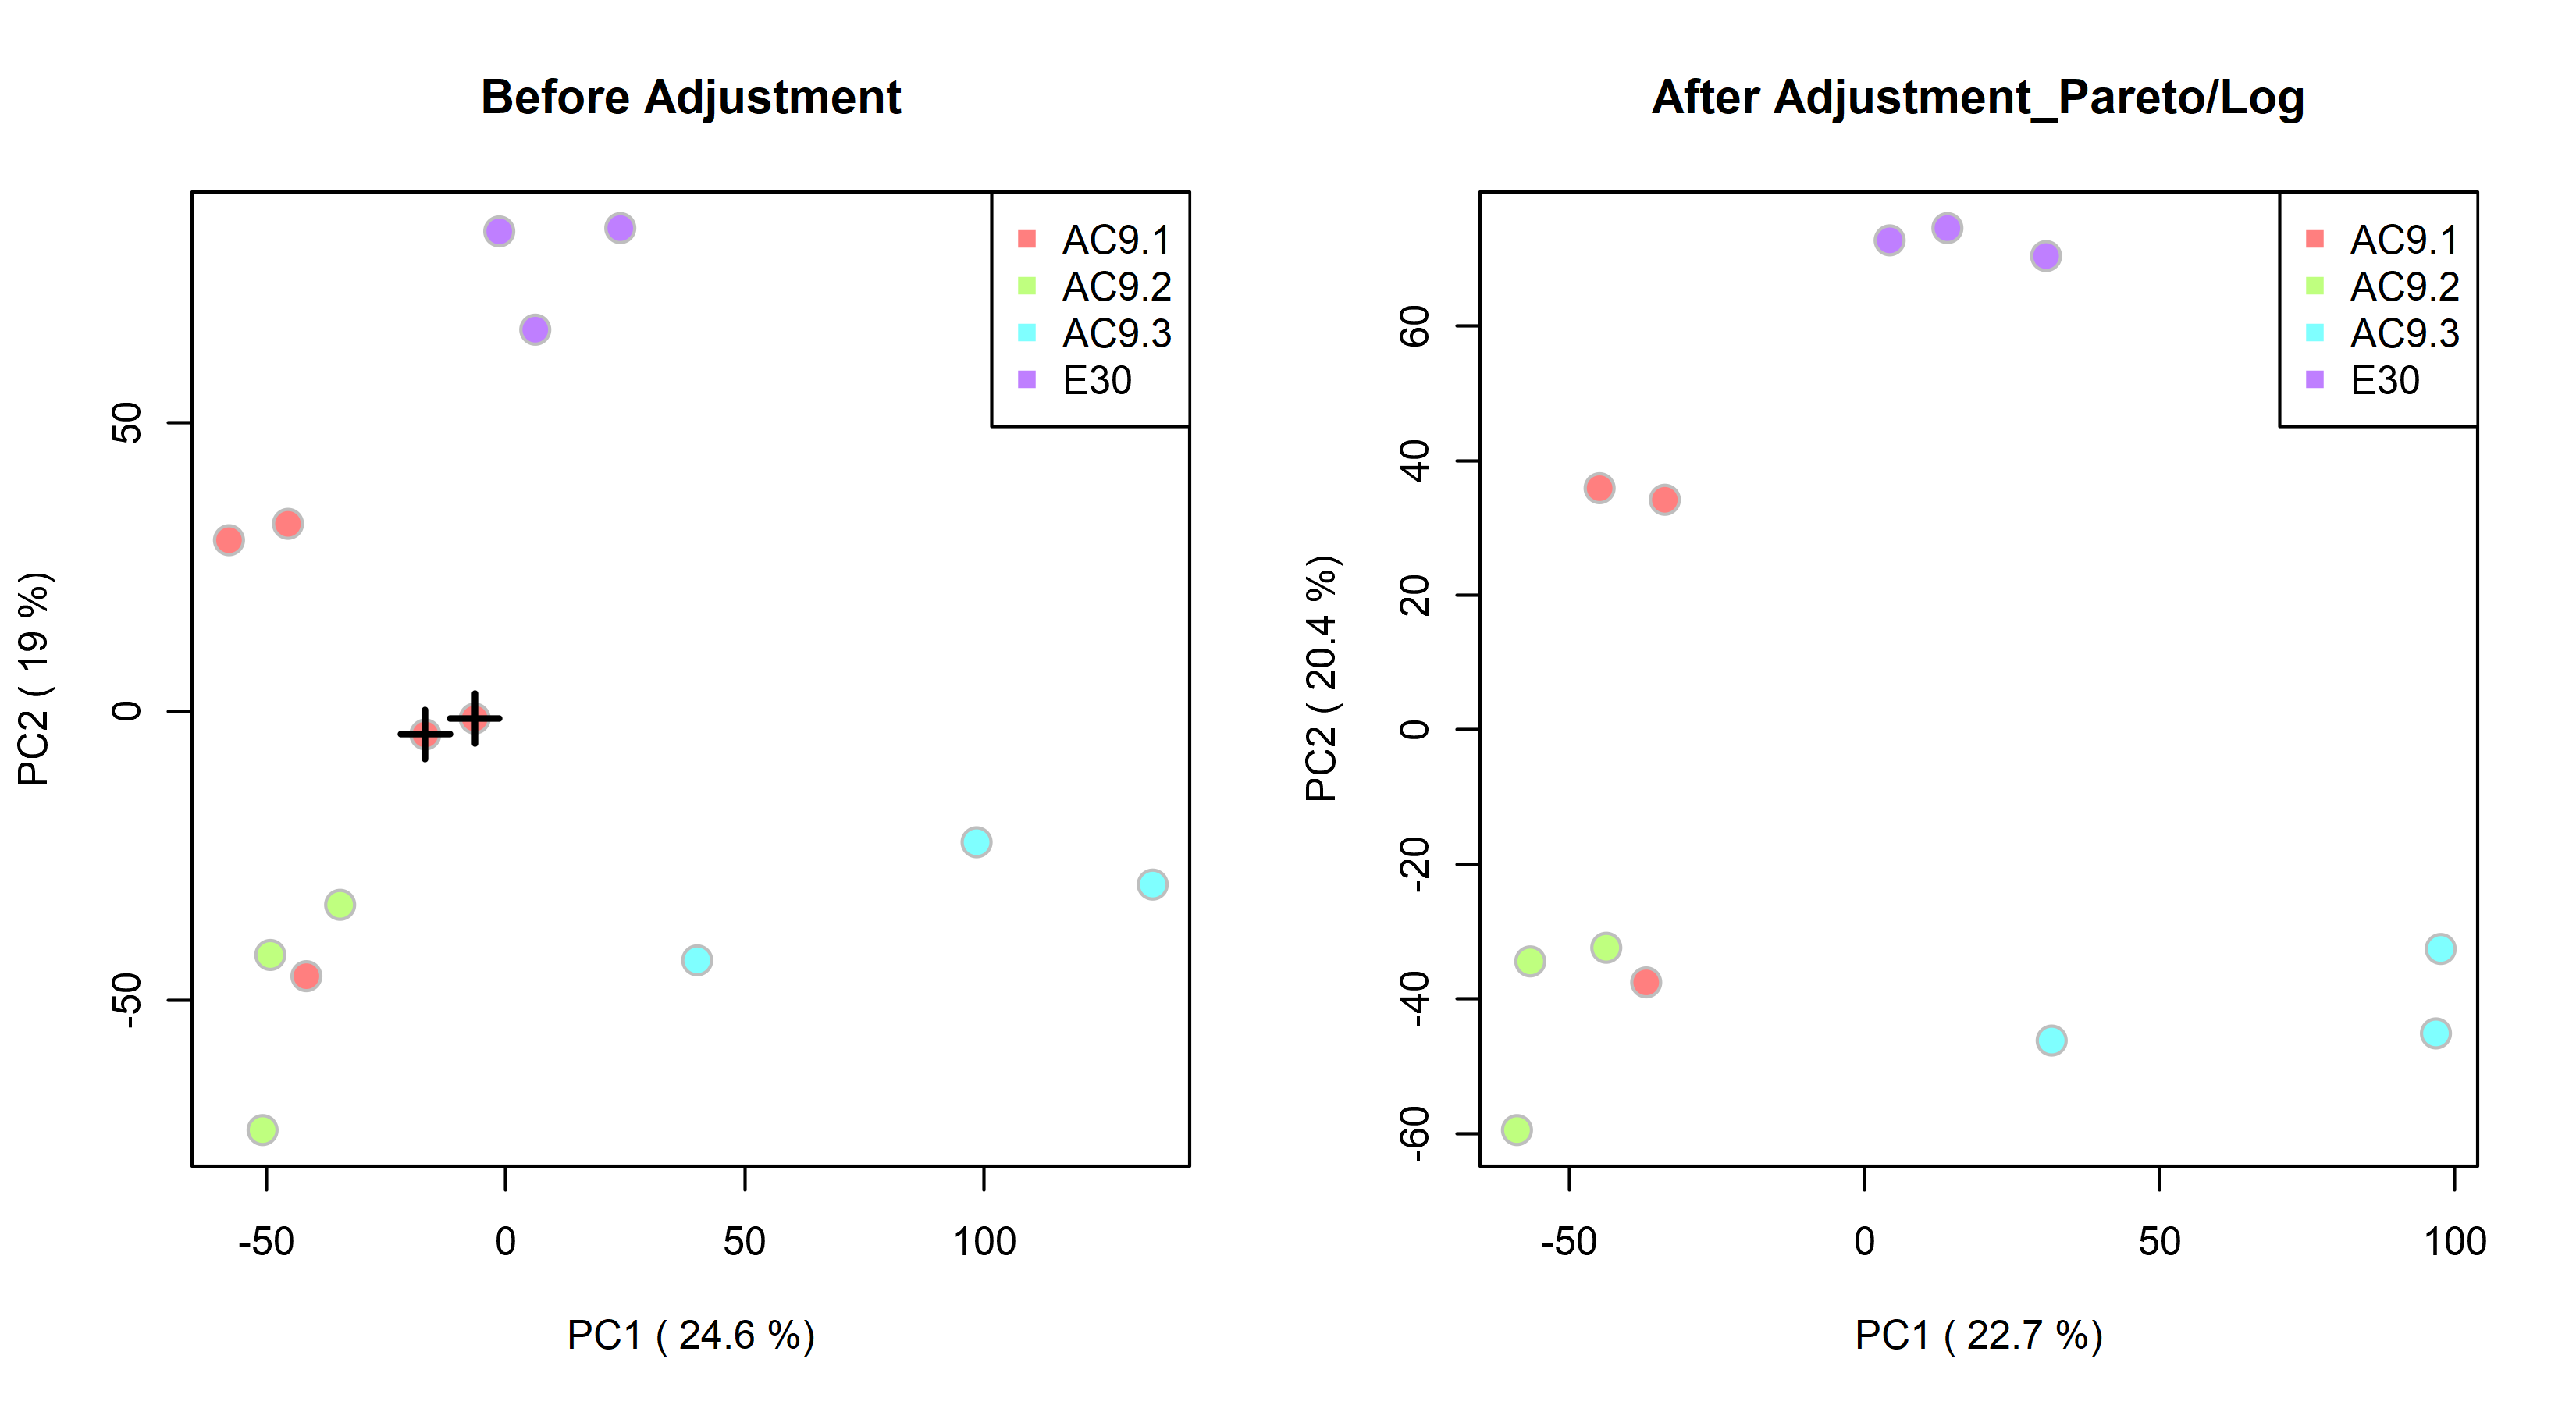 Before Adjustment
AC9.1
AC9.2
AC9.3
E30
50
0
-50
PC2 ( 19 %)
-50 0 50 100
PC1 ( 24.6 %)
After Adjustment_Pareto/Log
AC9.1
AC9.2
AC9.3
E30
60
40
20
0
-20
-40
-60
PC2 ( 20.4 %)
-50 0 50 100
PC1 ( 22.7 %)